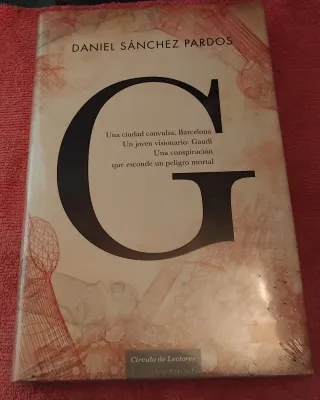 DANIEL SÁNCHEZ PARDOS
G
Una ciudad convulsa: Barcelona
Un joven visionario: Gaudí
Una conspiración
que esconde un peligro mortal
Círculo de Lectores